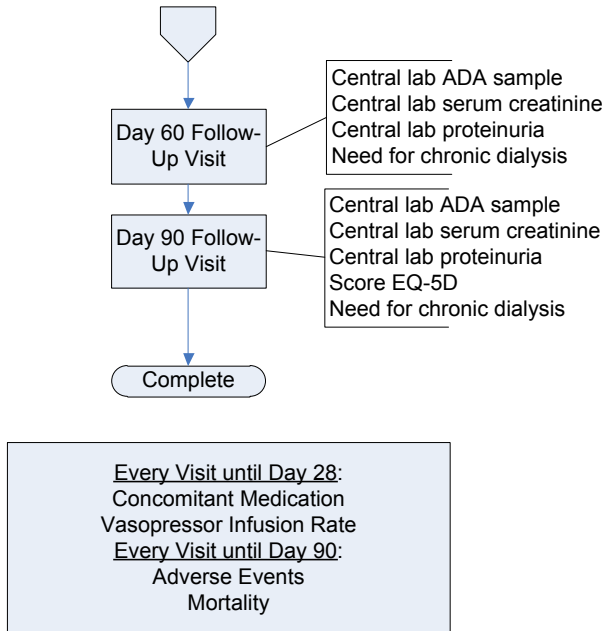 Day 60 Follow-
Up Visit
Central lab ADA sample
Central lab serum creatinine
Central lab proteinuria
Need for chronic dialysis
Day 90 Follow-
Up Visit
Central lab ADA sample
Central lab serum creatinine
Central lab proteinuria
Score EQ-5D
Need for chronic dialysis
Complete
Every Visit until Day 28:
Concomitant Medication
Vasopressor Infusion Rate
Every Visit until Day 90:
Adverse Events
Mortality